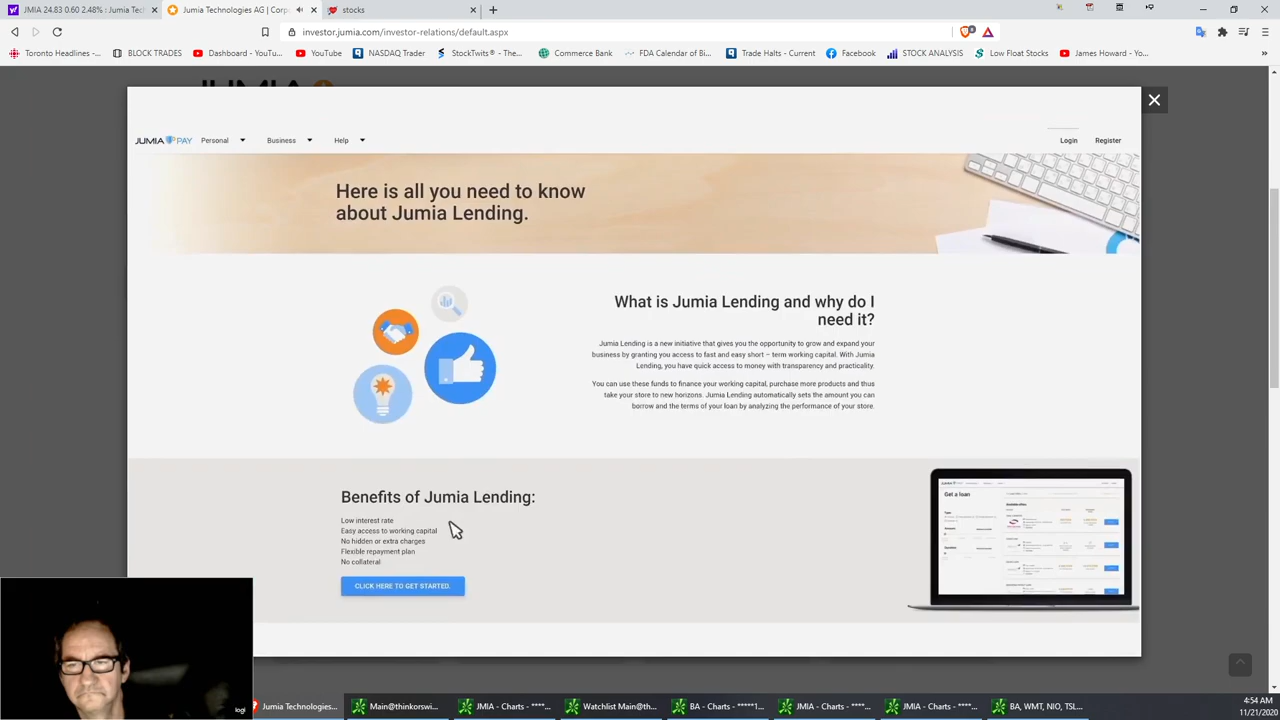 JMIA 24.83 0.60 2.48% : Jumia Tech
Jumia Technologies AG | Corp
stocks
investor.jumia.com/investor-relations/default.aspx
Toronto Headlines -...
BLOCK TRADES
Dashboard - YouTu...
YouTube
NASDAQ Trader
StockTwits® - The...
Commerce Bank
FDA Calendar of Bi...
Trade Halts - Current
Facebook
STOCK ANALYSIS
Low Float Stocks
James Howard - Yo...
JUMIA PAY
Personal
Business
Help
Login
Register
Here is all you need to know
about Jumia Lending.
What is Jumia Lending and why do I
need it?
Jumia Lending is a new initiative that gives you the opportunity to grow and expand your
business by granting you access to fast and easy short – term working capital. With Jumia
Lending, you have quick access to money with transparency and practicality.
You can use these funds to finance your working capital, purchase more products and thus
take your store to new horizons. Jumia Lending automatically sets the amount you can
borrow and the terms of your loan by analyzing the performance of your store.
Benefits of Jumia Lending:
Low interest rate
Easy access to working capital
No hidden or extra charges
Flexible repayment plan
No collateral
CLICK HERE TO GET STARTED.
Get a loan
logi
Jumia Technologies...
Main@thinkorswi...
JMIA - Charts - ****...
Watchlist Main@th...
BA - Charts - ****1...
JMIA - Charts - ****...
JMIA - Charts - ****...
BA, WMT, NIO, TSL...
4:54 AM
11/21/2020